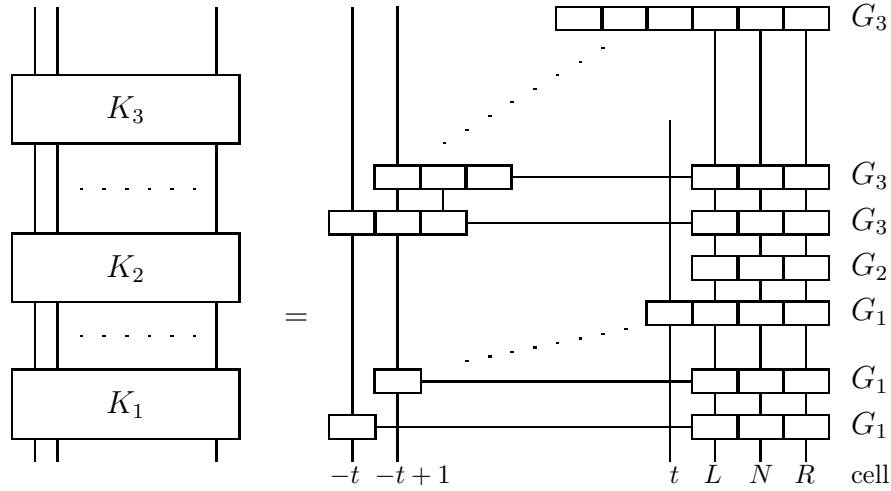 G₃
K₃
G₃
G₃
K₂
G₂
=
G₁
K₁
G₁
G₁
−t −t + 1 t L N R cell